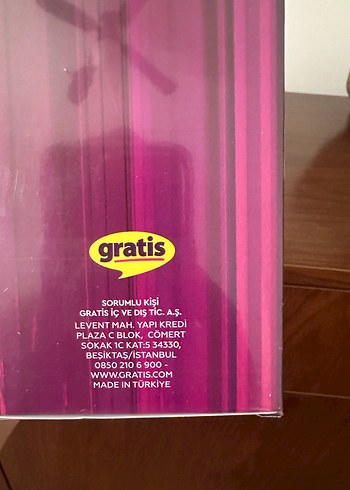 gratis
SORUMLU KİŞİ
GRATİS İÇ VE DIŞ TİC. A.Ş.
LEVENT MAH. YAPI KREDİ
PLAZA C BLOK, CÖMERT
SOKAK 1C KAT:5 34330,
BEŞİKTAŞ/İSTANBUL
0850 210 6 900 -
WWW.GRATIS.COM
MADE IN TÜRKİYE